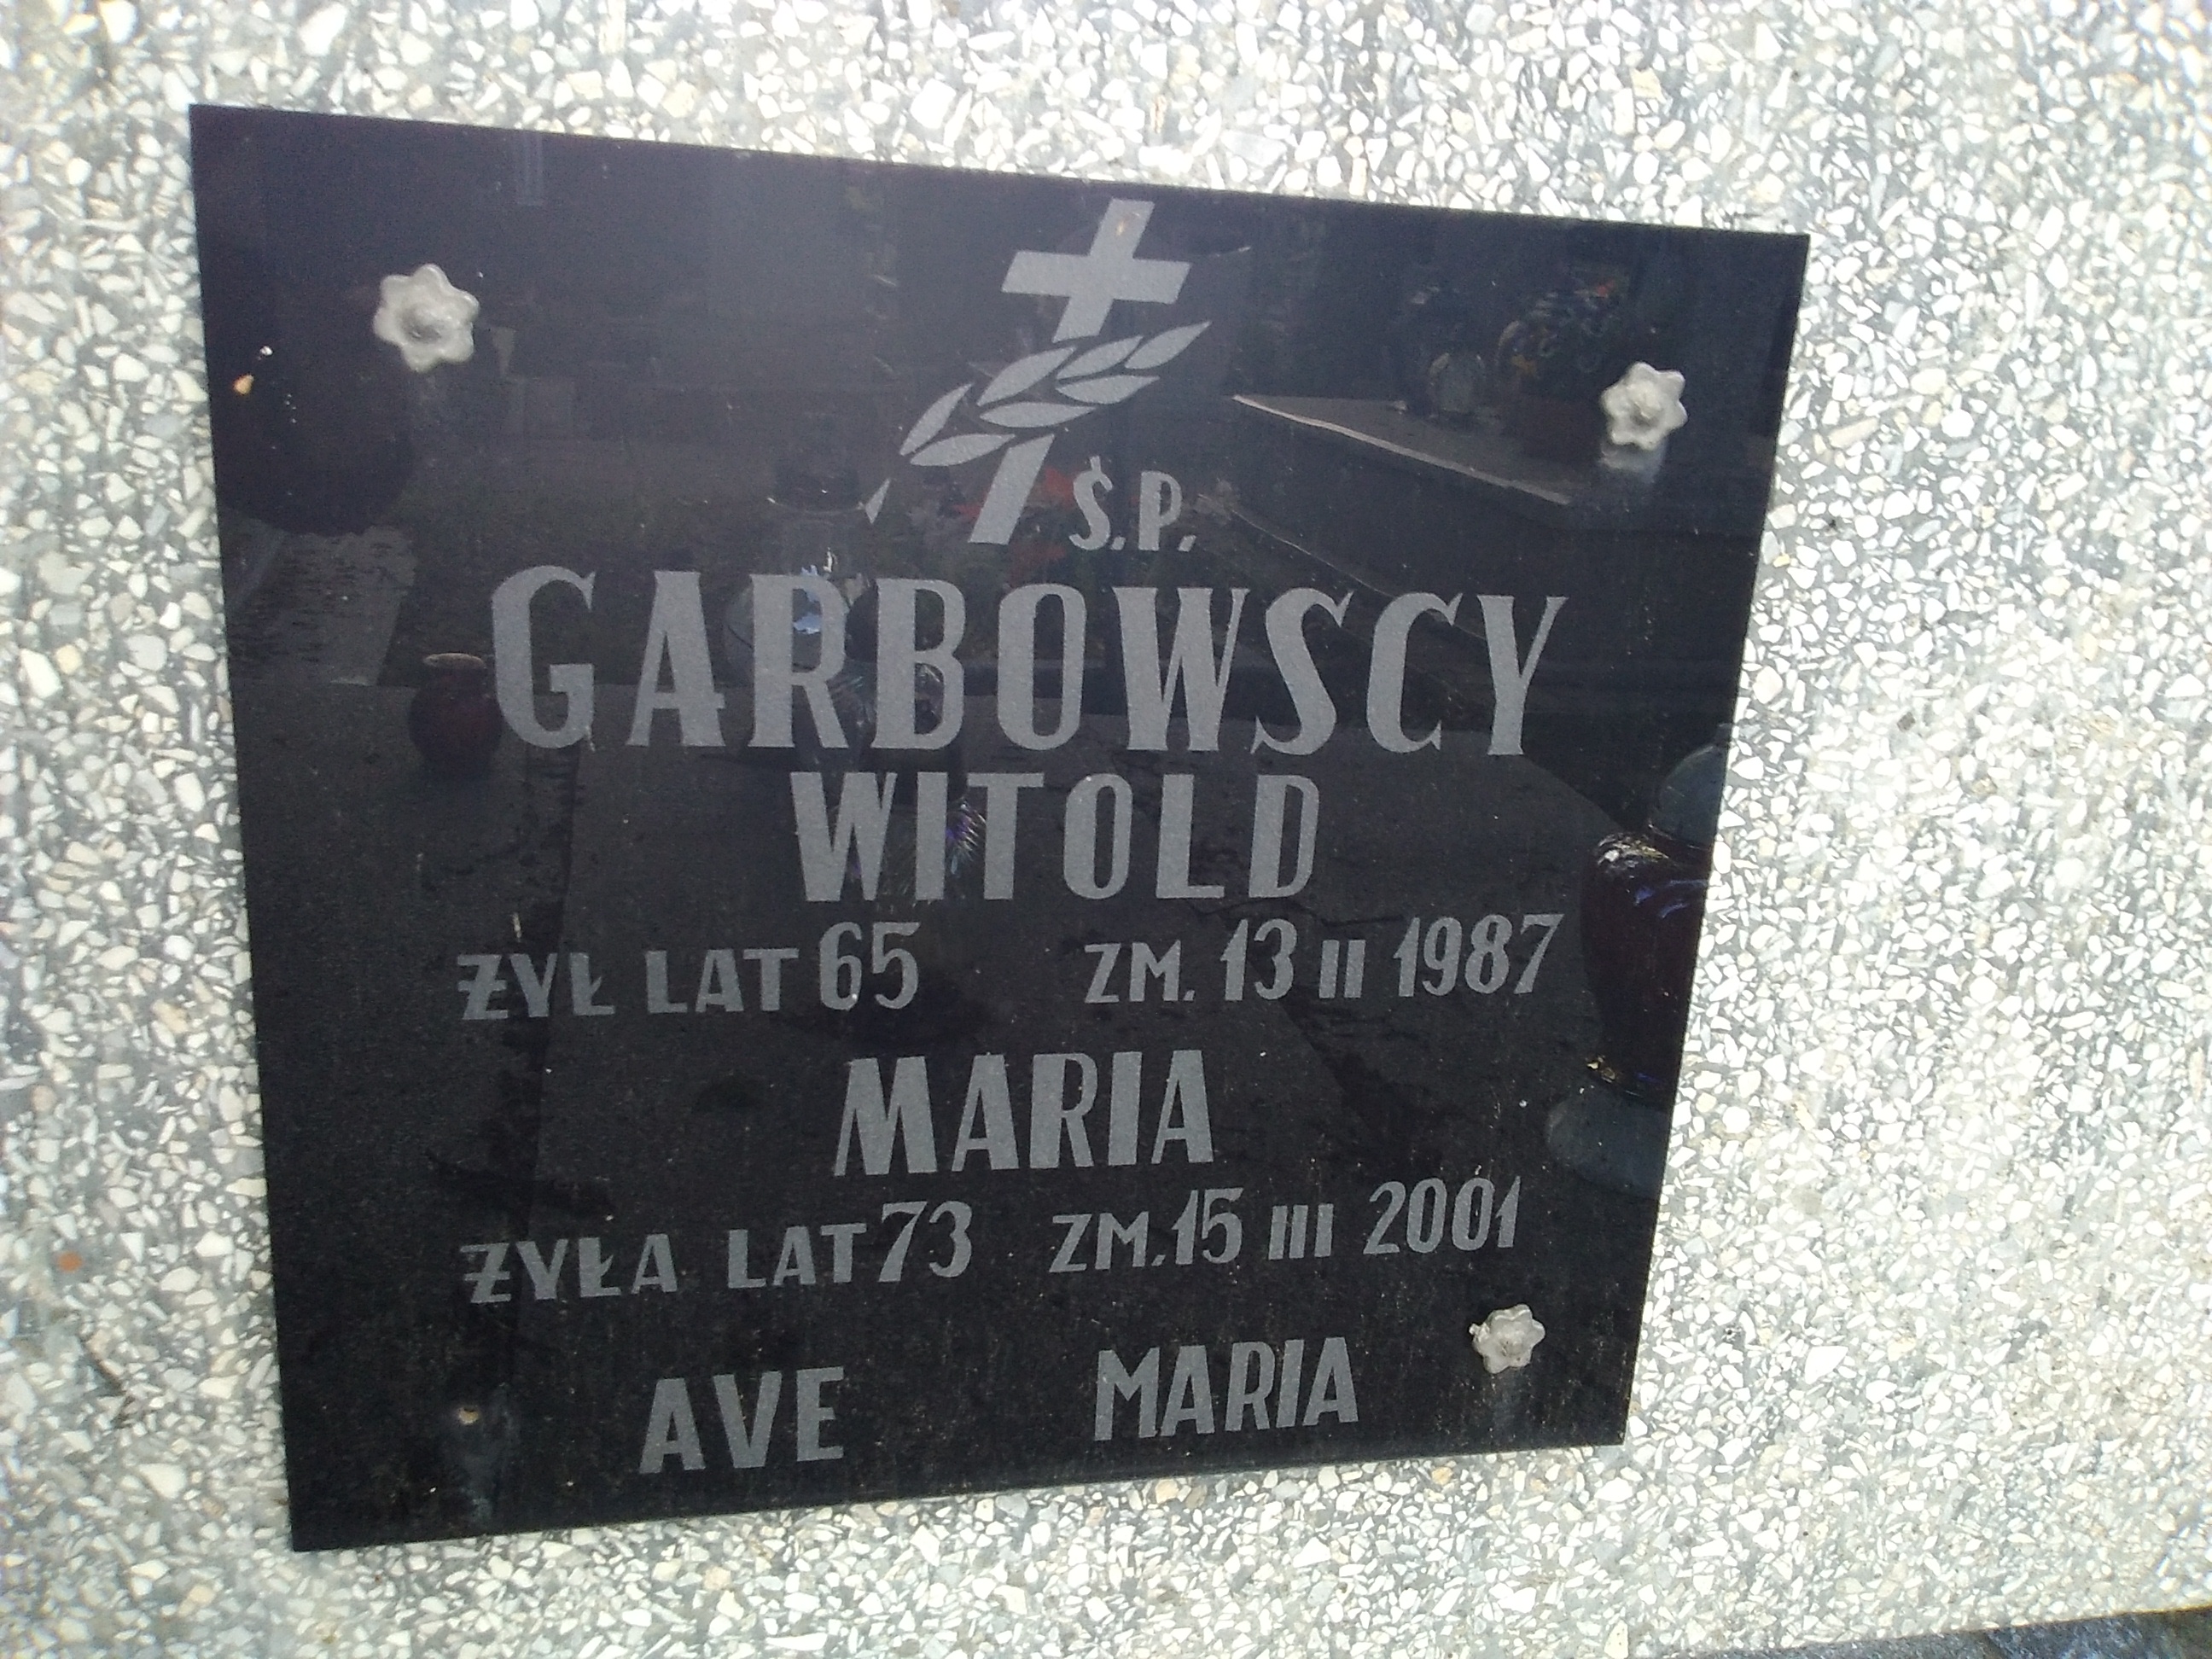 Ś.P.
GARBOWSCY
WITOLD
ŻYŁ LAT 65 ZM. 13 II 1987
MARIA
ŻYŁA LAT 73 ZM. 15 III 2001
AVE MARIA